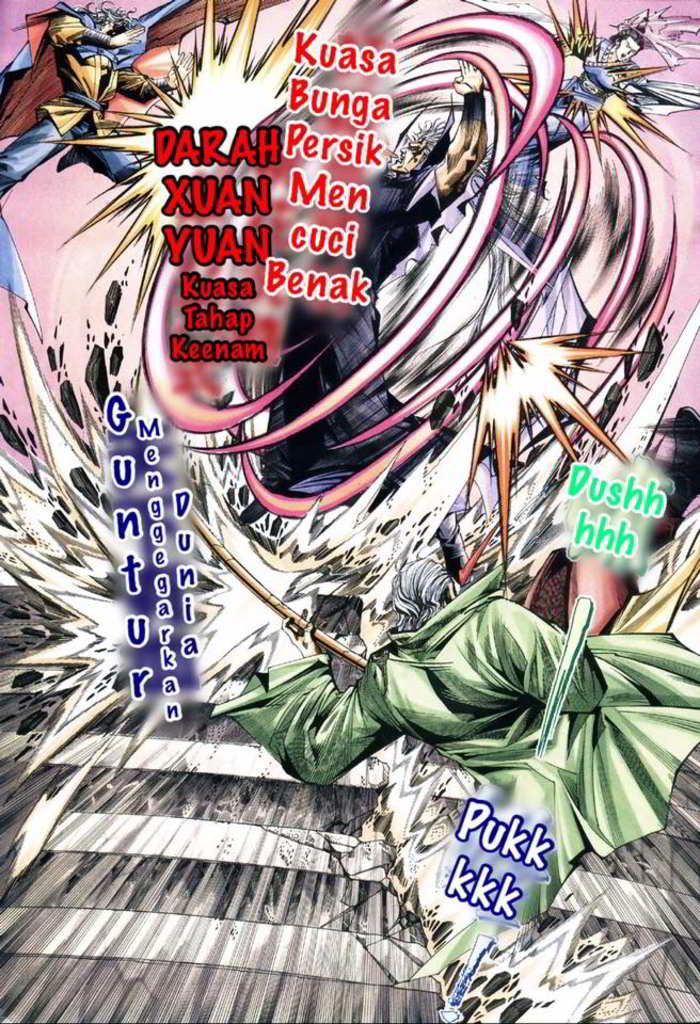 Kuasa
Bunga
Persik
Men
cuci
Benak
DARAH
XUAN
YUAN
Kuasa
Tahap
Keenam
Guntur
Menggegarkan
Dunia
Dushh
hhh
Pukk
kkk